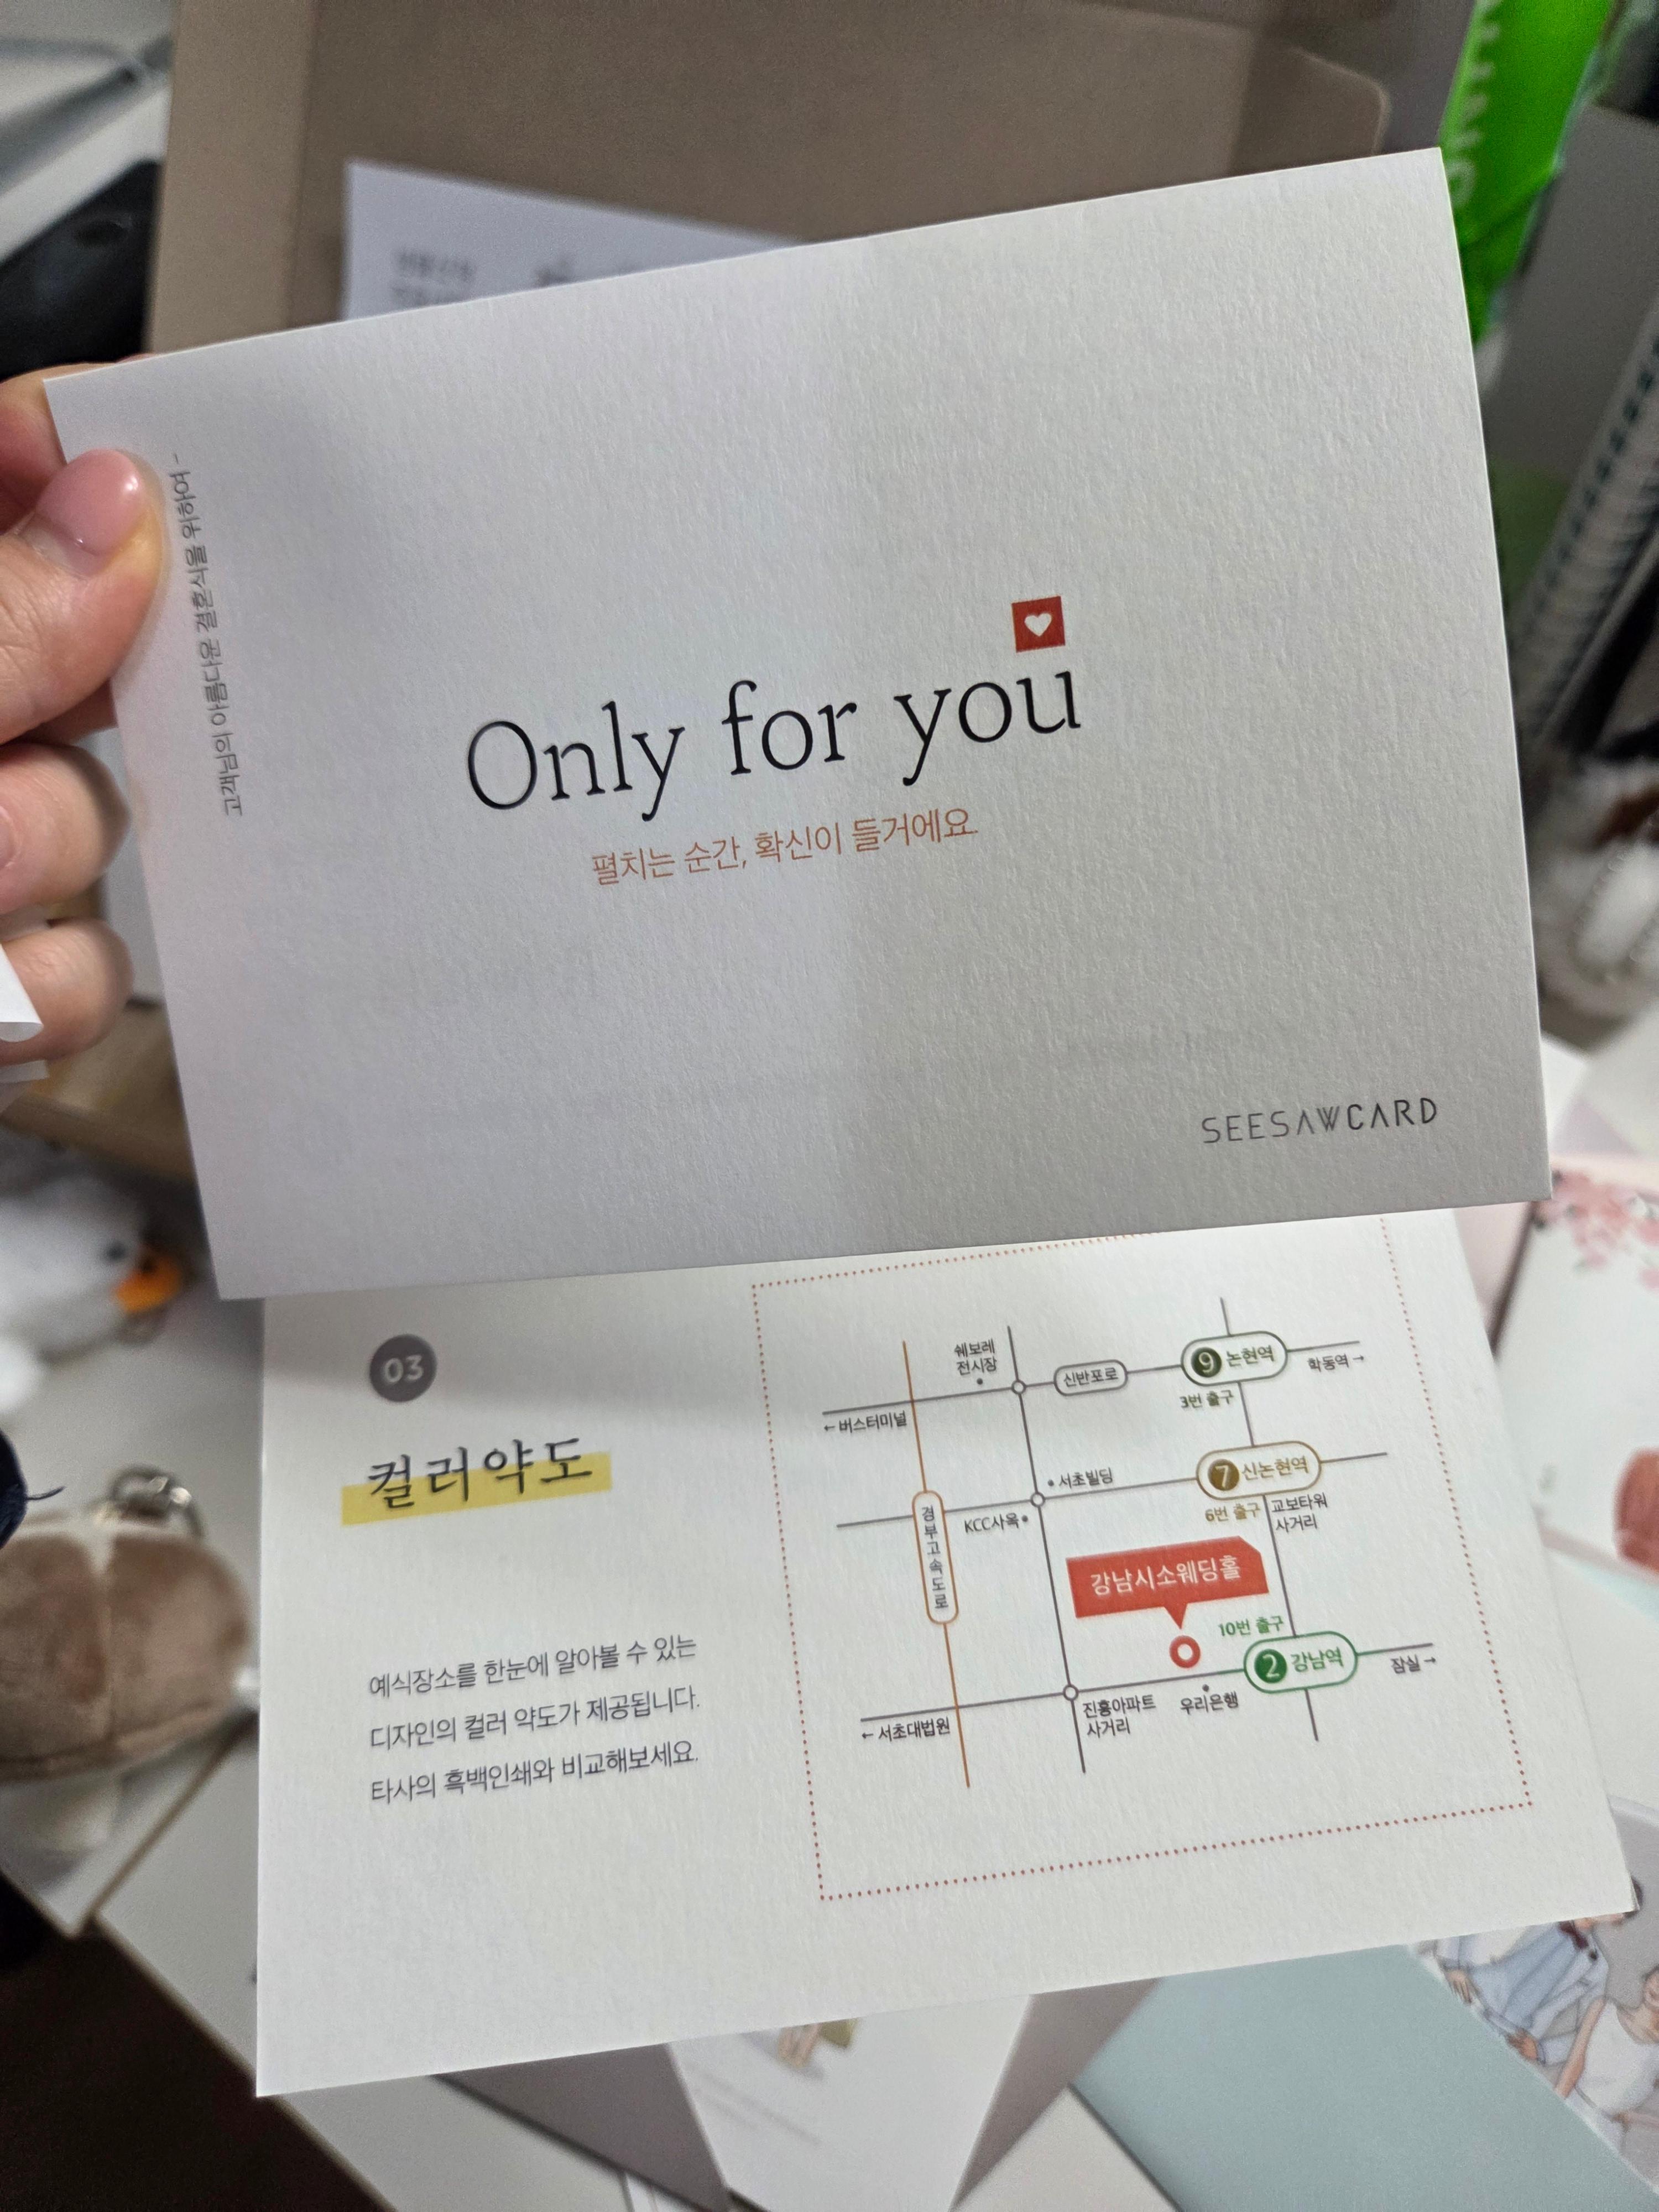 고객님의 아름다운 결혼식을 위하여 -
Only for you
펼치는 순간, 확신이 들거에요.
SEESAWCARD
03
컬러약도
예식장소를 한눈에 알아볼 수 있는
디자인의 컬러 약도가 제공됩니다.
타사의 흑백인쇄와 비교해보세요.
쉐보레
전시장
신반포로
9 논현역
학동역 →
3번 출구
← 버스터미널
서초빌딩
7 신논현역
KCC사옥
6번 출구
교보타워
사거리
경부고속도로
강남시소웨딩홀
10번 출구
2 강남역
잠실 →
진흥아파트
사거리
우리은행
← 서초대법원